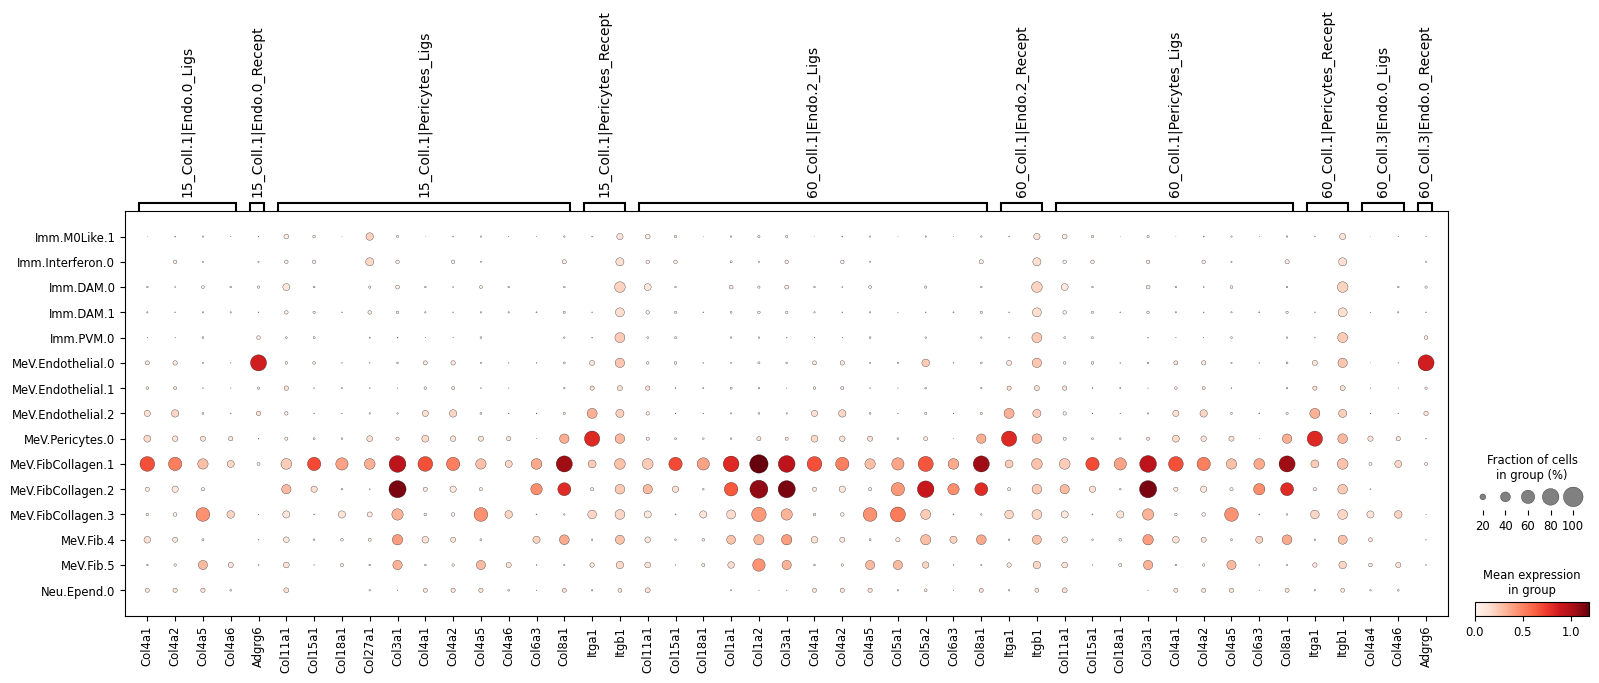 15_Coll.1|Endo.0_Ligs
15_Coll.1|Endo.0_Recept
15_Coll.1|Pericytes_Ligs
15_Coll.1|Pericytes_Recept
60_Coll.1|Endo.2_Ligs
60_Coll.1|Endo.2_Recept
60_Coll.1|Pericytes_Ligs
60_Coll.1|Pericytes_Recept
60_Coll.3|Endo.0_Ligs
60_Coll.3|Endo.0_Recept
Imm.M0Like.1
Imm.Interferon.0
Imm.DAM.0
Imm.DAM.1
Imm.PVM.0
MeV.Endothelial.0
MeV.Endothelial.1
MeV.Endothelial.2
MeV.Pericytes.0
MeV.FibCollagen.1
MeV.FibCollagen.2
MeV.FibCollagen.3
MeV.Fib.4
MeV.Fib.5
Neu.Epend.0
Col4a1
Col4a2
Col4a5
Col4a6
Adgrg6
Col11a1
Col15a1
Col18a1
Col27a1
Col3a1
Col4a1
Col4a2
Col4a5
Col4a6
Col6a3
Col8a1
Itga1
Itgb1
Col11a1
Col15a1
Col18a1
Col1a1
Col1a2
Col3a1
Col4a1
Col4a2
Col4a5
Col5a1
Col5a2
Col6a3
Col8a1
Itga1
Itgb1
Col11a1
Col15a1
Col18a1
Col3a1
Col4a1
Col4a2
Col4a5
Col6a3
Col8a1
Itga1
Itgb1
Col4a4
Col4a6
Adgrg6
Fraction of cells
in group (%)
20 40 60 80 100
Mean expression
in group
0.0 0.5 1.0